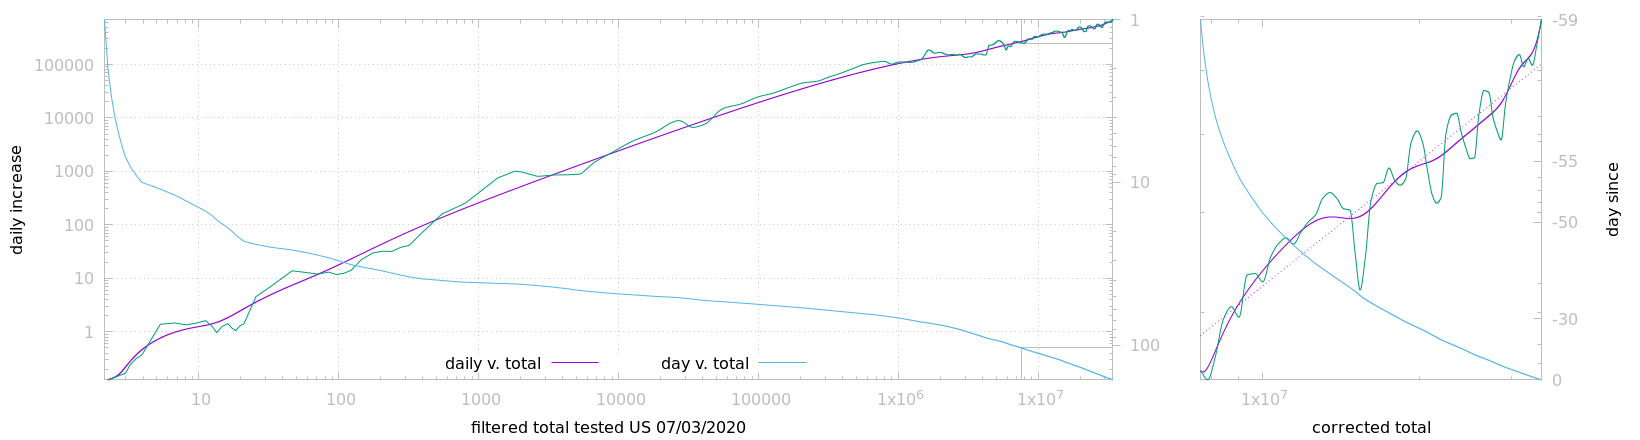 daily increase
100000
10000
1000
100
10
1
daily v. total
day v. total
10
100
1000
10000
100000
1x10^6
1x10^7
filtered total tested US 07/03/2020
1
10
100
1x10^7
corrected total
-59
-55
-50
-30
0
day since